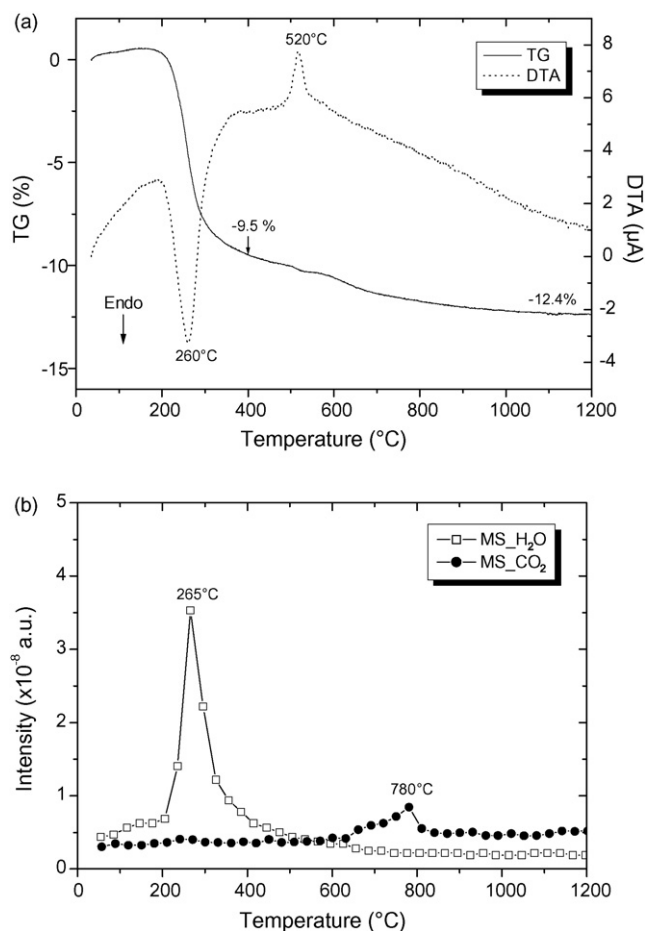 (a)
520°C
TG
DTA
0
-5
-10
-15
TG (%)
8
6
4
2
0
-2
-4
DTA (µA)
-9.5 %
-12.4%
Endo
260°C
0 200 400 600 800 1000 1200
Temperature (°C)
(b)
MS_H₂O
MS_CO₂
265°C
780°C
5
4
3
2
1
0
Intensity (x10⁻⁸ a.u.)
0 200 400 600 800 1000 1200
Temperature (°C)